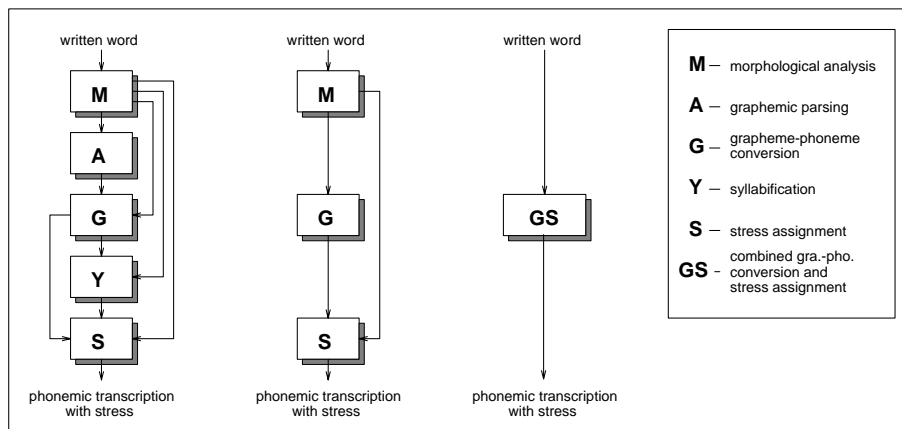 written word
M
A
G
Y
S
phonemic transcription
with stress
written word
M
G
S
phonemic transcription
with stress
written word
GS
phonemic transcription
with stress
M – morphological analysis
A – graphemic parsing
G – grapheme-phoneme
conversion
Y – syllabification
S – stress assignment
GS - combined gra.-pho.
conversion and
stress assignment